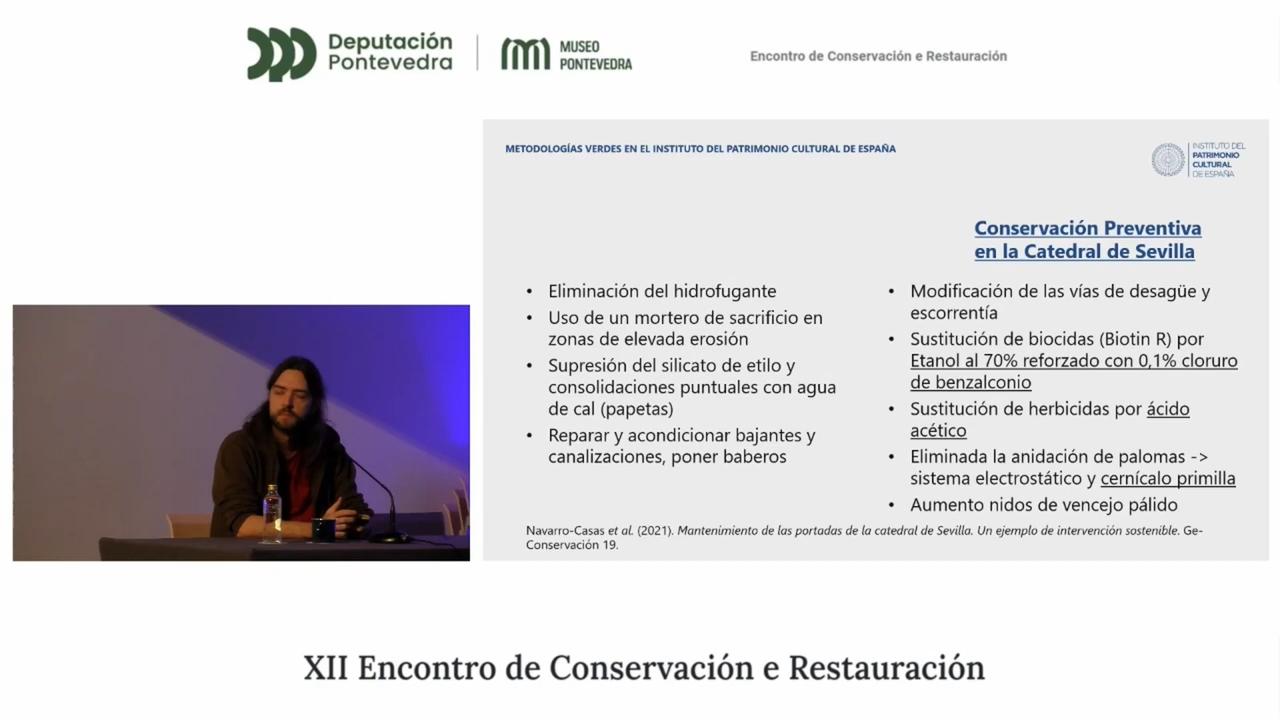 Deputación
Pontevedra
MUSEO
PONTEVEDRA
Encontro de Conservación e Restauración
METODOLOGÍAS VERDES EN EL INSTITUTO DEL PATRIMONIO CULTURAL DE ESPAÑA
INSTITUTO DEL
PATRIMONIO
CULTURAL
DE ESPAÑA
Conservación Preventiva
en la Catedral de Sevilla
• Eliminación del hidrofugante
• Uso de un mortero de sacrificio en
zonas de elevada erosión
• Supresión del silicato de etilo y
consolidaciones puntuales con agua
de cal (papetas)
• Reparar y acondicionar bajantes y
canalizaciones, poner baberos
• Modificación de las vías de desagüe y
escorrentía
• Sustitución de biocidas (Biotin R) por
Etanol al 70% reforzado con 0,1% cloruro
de benzalconio
• Sustitución de herbicidas por ácido
acético
• Eliminada la anidación de palomas ->
sistema electrostático y cernícalo primilla
• Aumento nidos de vencejo pálido
Navarro-Casas et al. (2021). Mantenimiento de las portadas de la catedral de Sevilla. Un ejemplo de intervención sostenible. Ge-
Conservación 19.
XII Encontro de Conservación e Restauración